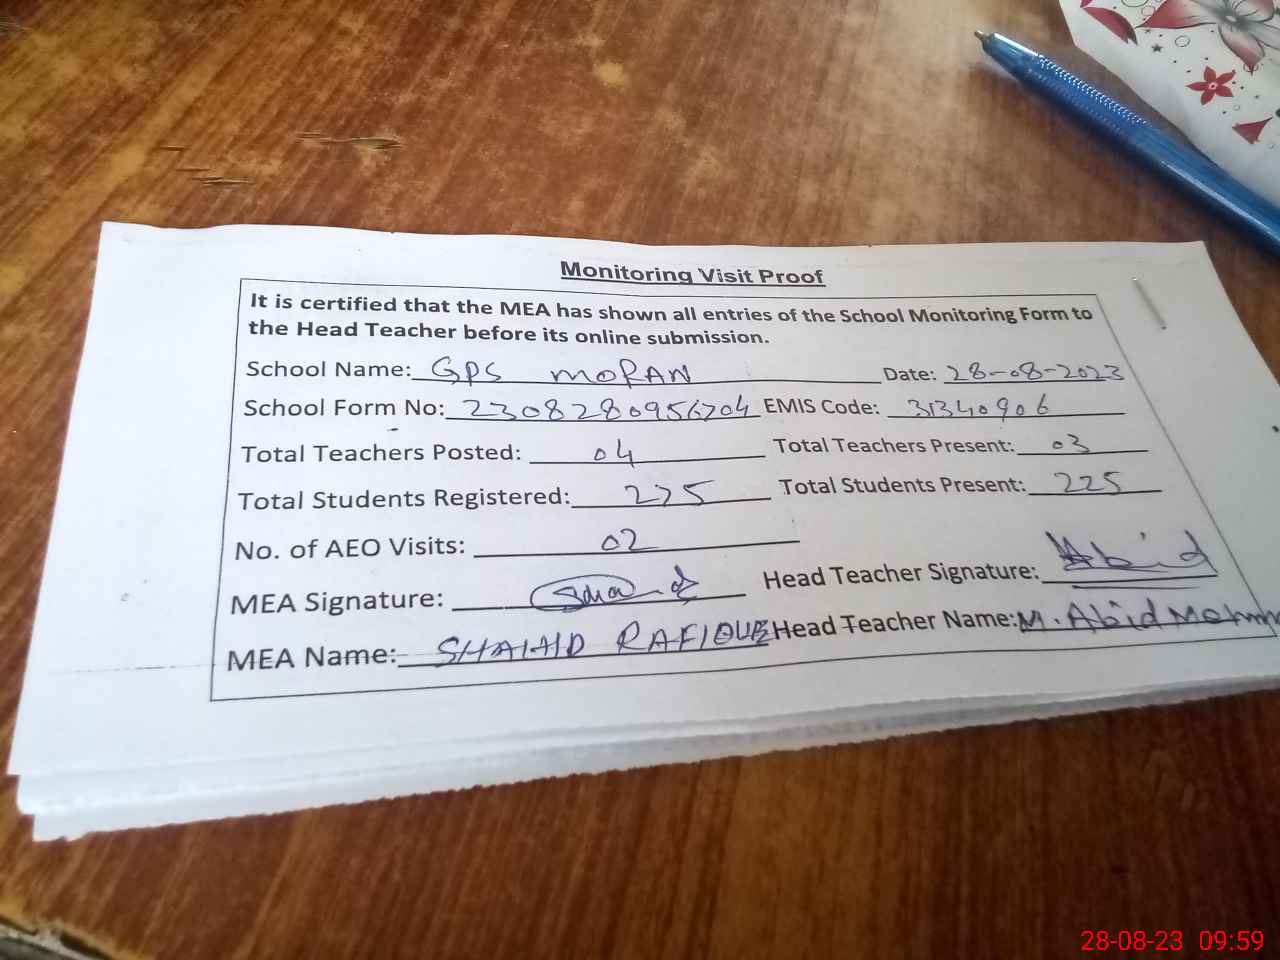 Monitoring Visit Proof
It is certified that the MEA has shown all entries of the School Monitoring Form to
the Head Teacher before its online submission.
School Name: GPS MORAN Date: 28-08-2023
School Form No: 2308280956704 EMIS Code: 31340906
Total Teachers Posted: 04 Total Teachers Present: 03
Total Students Registered: 275 Total Students Present: 225
No. of AEO Visits: 02
MEA Signature: Head Teacher Signature: Abid
MEA Name: SHAHID RAFIQUE Head Teacher Name: M. Abid
28-08-23 09:59